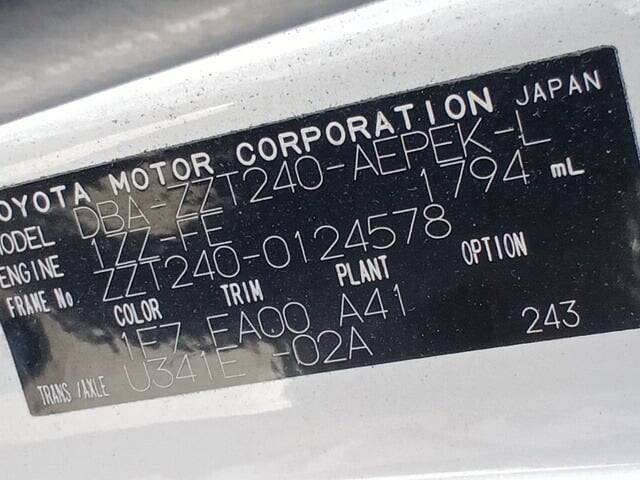 TOYOTA MOTOR CORPORATION JAPAN
MODEL DBA-ZZT240-AEPEK-L
ENGINE 1ZZ-FE 1794 mL
FRAME No ZZT240-0124578
COLOR TRIM PLANT OPTION
1F7 FA00 A41
TRANS/AXLE U341E -02A 243